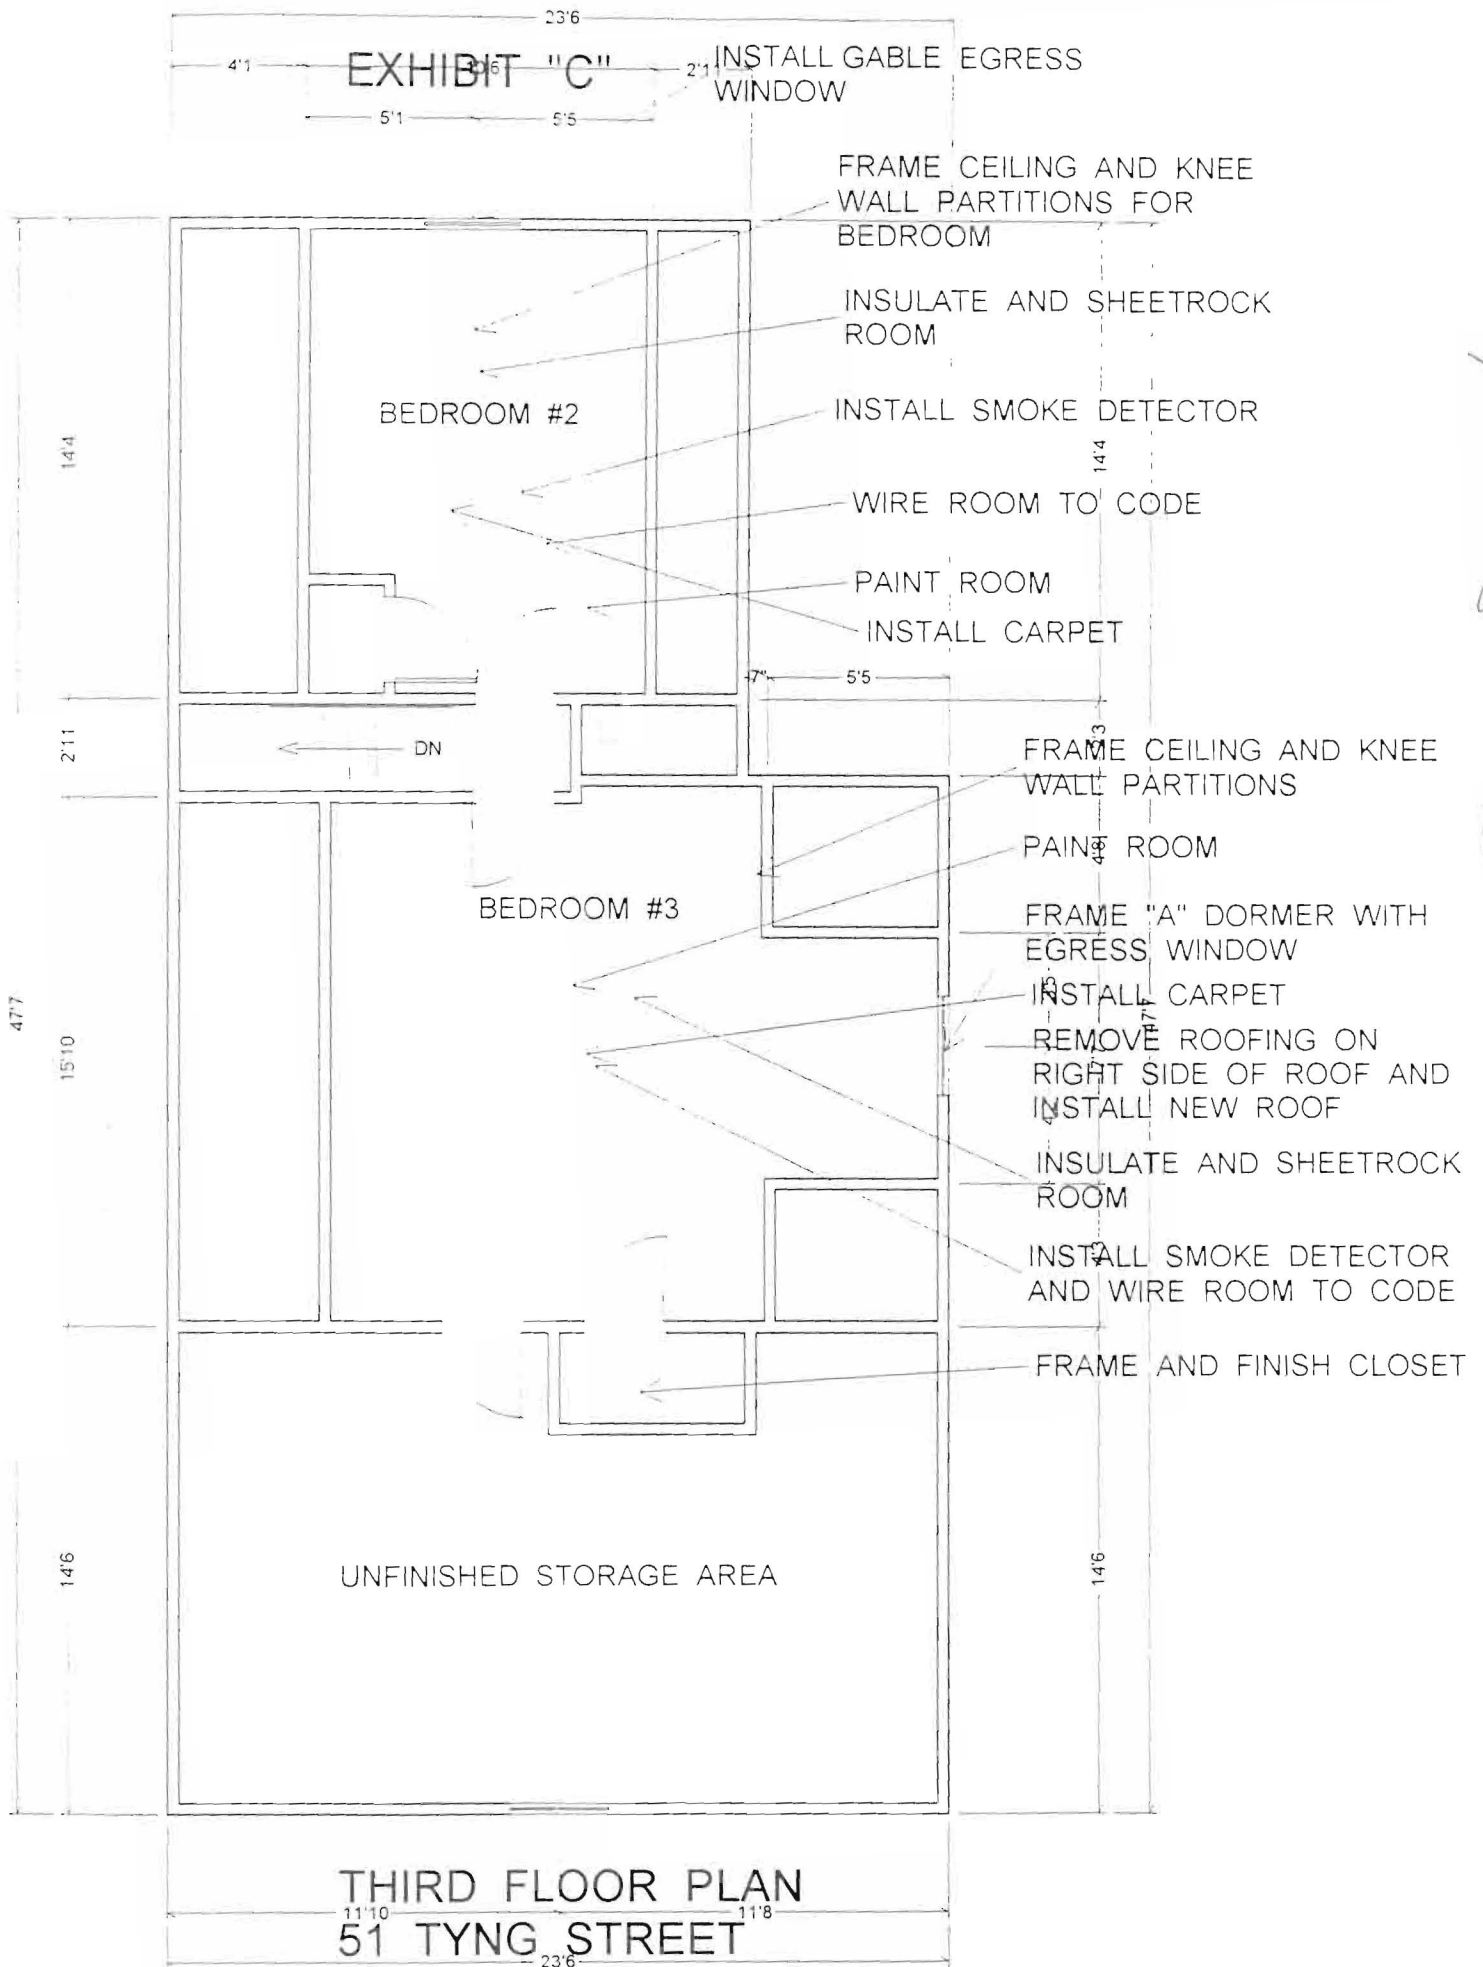 23'6
4'1
EXHIBIT "C"
2'11
INSTALL GABLE EGRESS
WINDOW
5'1
5'5
FRAME CEILING AND KNEE
WALL PARTITIONS FOR
BEDROOM
INSULATE AND SHEETROCK
ROOM
BEDROOM #2
INSTALL SMOKE DETECTOR
14'4
14'4
WIRE ROOM TO CODE
PAINT ROOM
INSTALL CARPET
7"
5'5
2'11
DN
FRAME CEILING AND KNEE
WALL PARTITIONS
PAINT ROOM
BEDROOM #3
FRAME "A" DORMER WITH
EGRESS WINDOW
INSTALL CARPET
47'7
15'10
REMOVE ROOFING ON
RIGHT SIDE OF ROOF AND
INSTALL NEW ROOF
INSULATE AND SHEETROCK
ROOM
INSTALL SMOKE DETECTOR
AND WIRE ROOM TO CODE
4'3
FRAME AND FINISH CLOSET
14'6
UNFINISHED STORAGE AREA
14'6
THIRD FLOOR PLAN
11'10
11'8
51 TYNG STREET
23'6